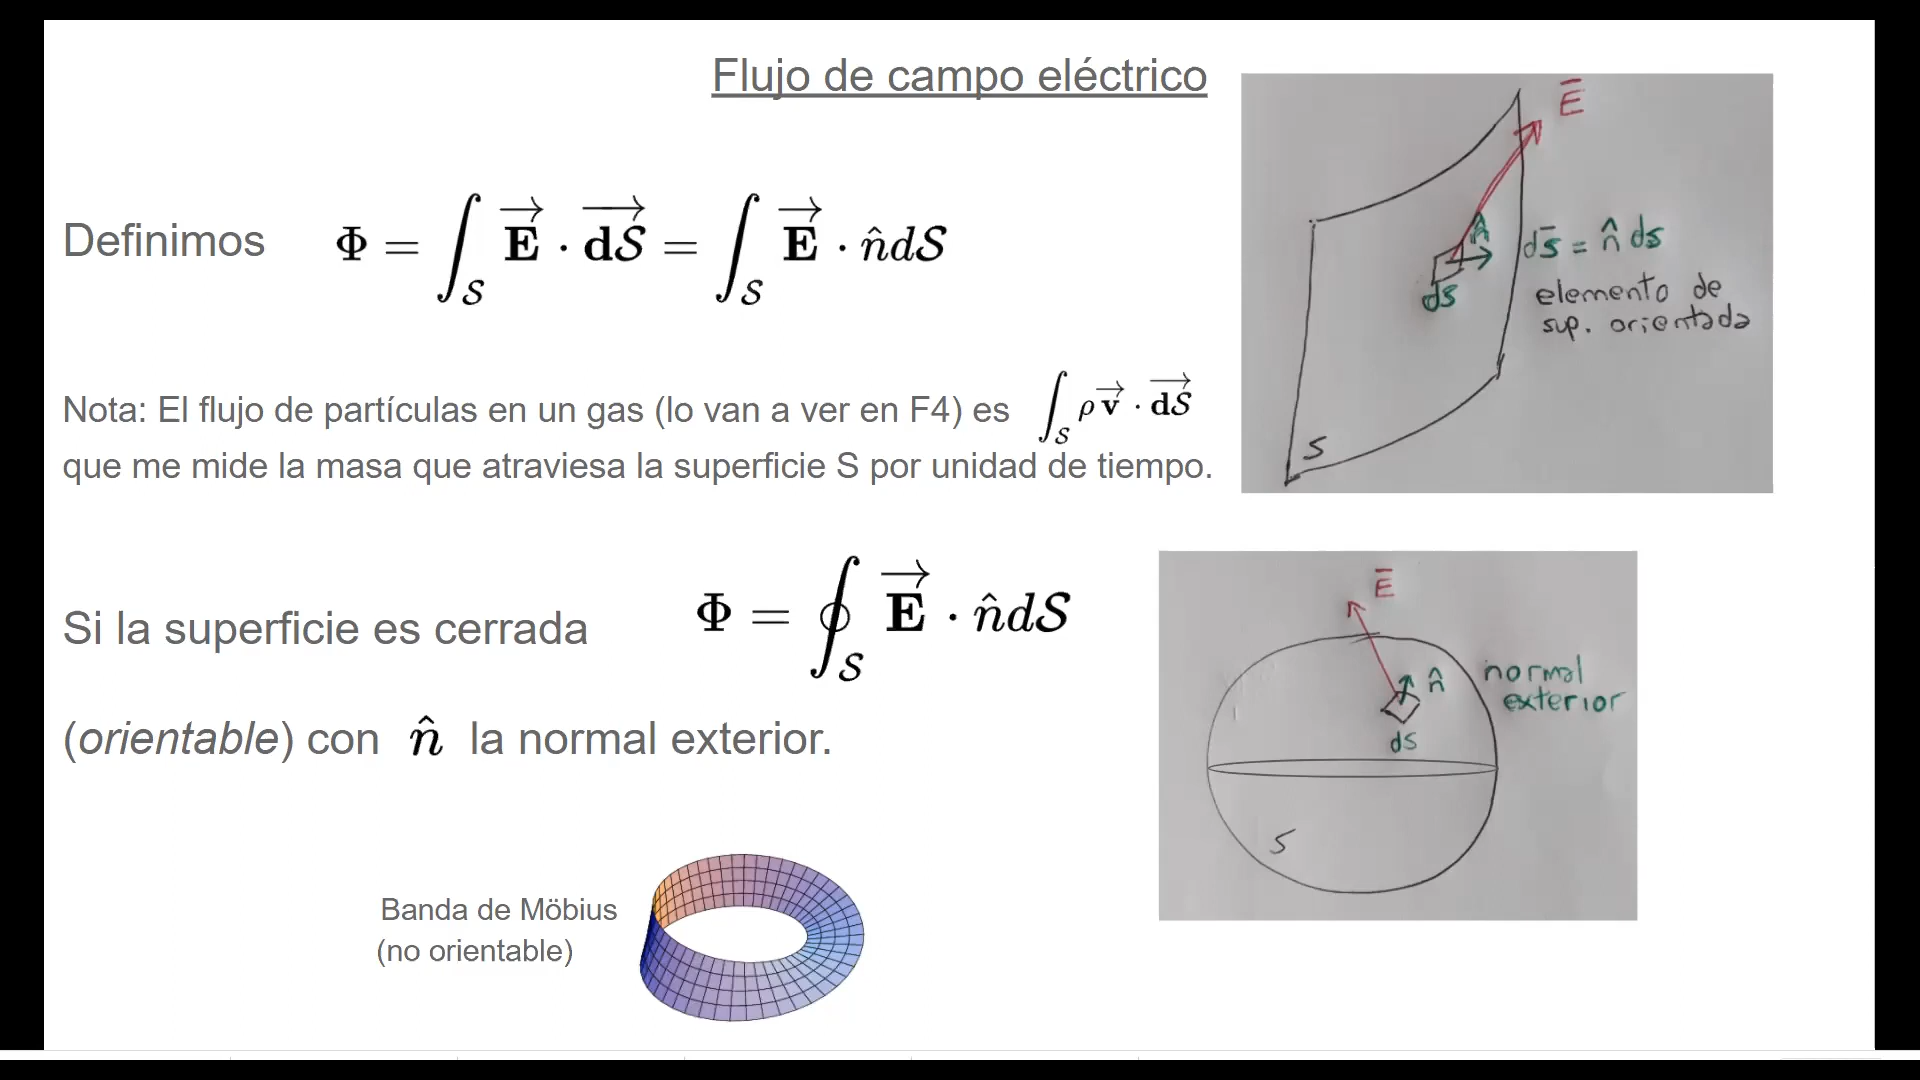 Flujo de campo eléctrico
Definimos Φ = ∫_S E⃗ · dS⃗ = ∫_S E⃗ · n̂dS
Nota: El flujo de partículas en un gas (lo van a ver en F4) es ∫_S ρv⃗ · dS⃗
que me mide la masa que atraviesa la superficie S por unidad de tiempo.
Si la superficie es cerrada Φ = ∮_S E⃗ · n̂dS
(orientable) con n̂ la normal exterior.
Banda de Möbius
(no orientable)
E̅
n̂
dS̅ = n̂ dS
dS
elemento de
sup. orientada
S
E̅
n̂
normal
exterior
dS
S